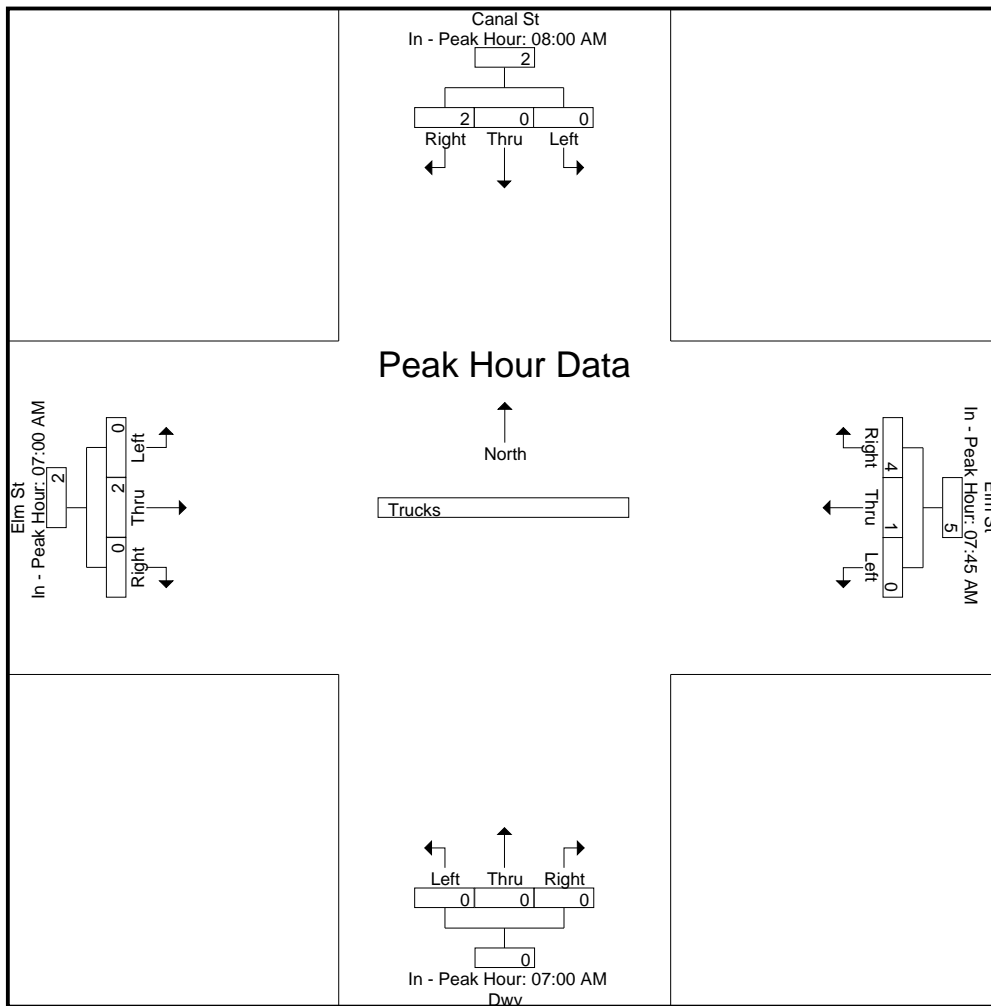 Canal St
In - Peak Hour: 08:00 AM
2
2 0 0
Right Thru Left
Peak Hour Data
North
Trucks
Elm St
In - Peak Hour: 07:00 AM
2
0 2 0
Left Thru Right
Elm St
In - Peak Hour: 07:45 AM
5
4 1 0
Right Thru Left
Left Thru Right
0 0 0
0
In - Peak Hour: 07:00 AM
Dwy